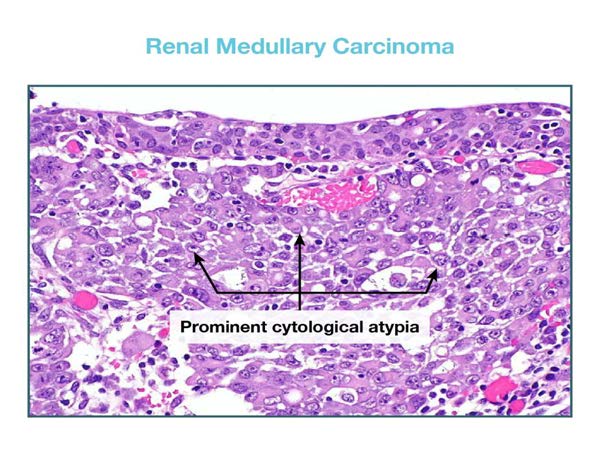 Renal Medullary Carcinoma
Prominent cytological atypia